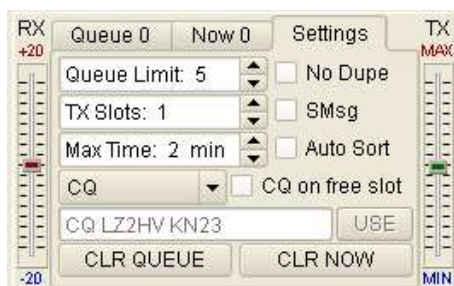 RX Queue 0 Now 0 Settings TX
+20 MAX
Queue Limit: 5 No Dupe
TX Slots: 1 SMsg
Max Time: 2 min Auto Sort
CQ CQ on free slot
CQ LZ2HV KN23 USE
CLR QUEUE CLR NOW
-20 MIN